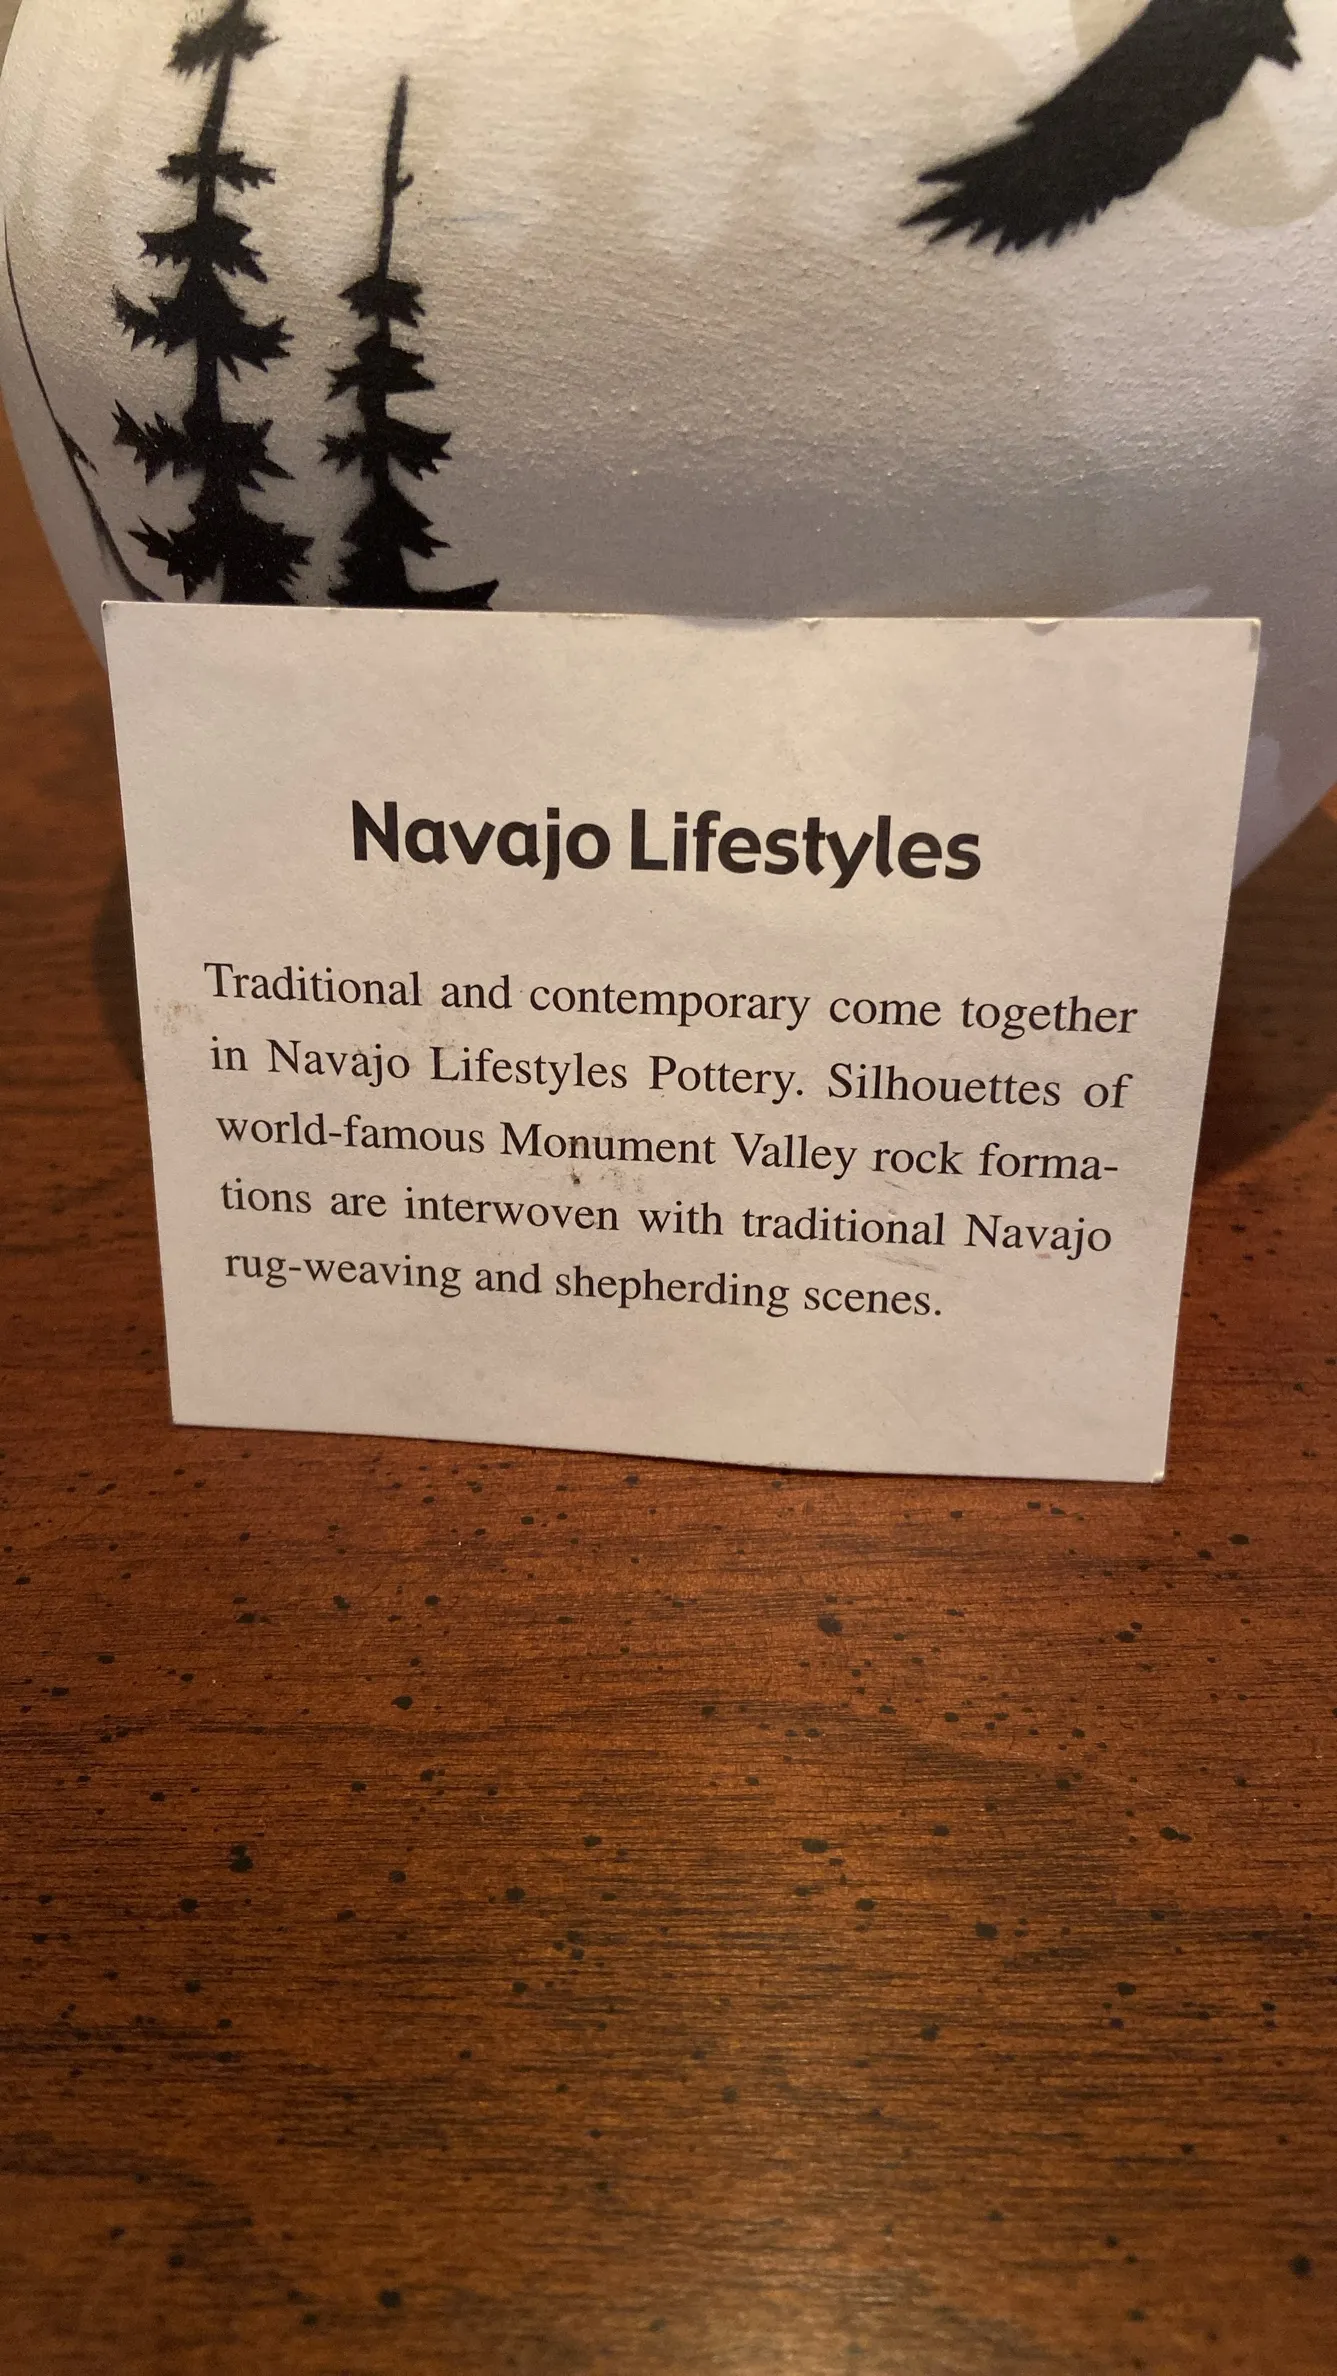 Navajo Lifestyles
Traditional and contemporary come together
in Navajo Lifestyles Pottery. Silhouettes of
world-famous Monument Valley rock forma-
tions are interwoven with traditional Navajo
rug-weaving and shepherding scenes.